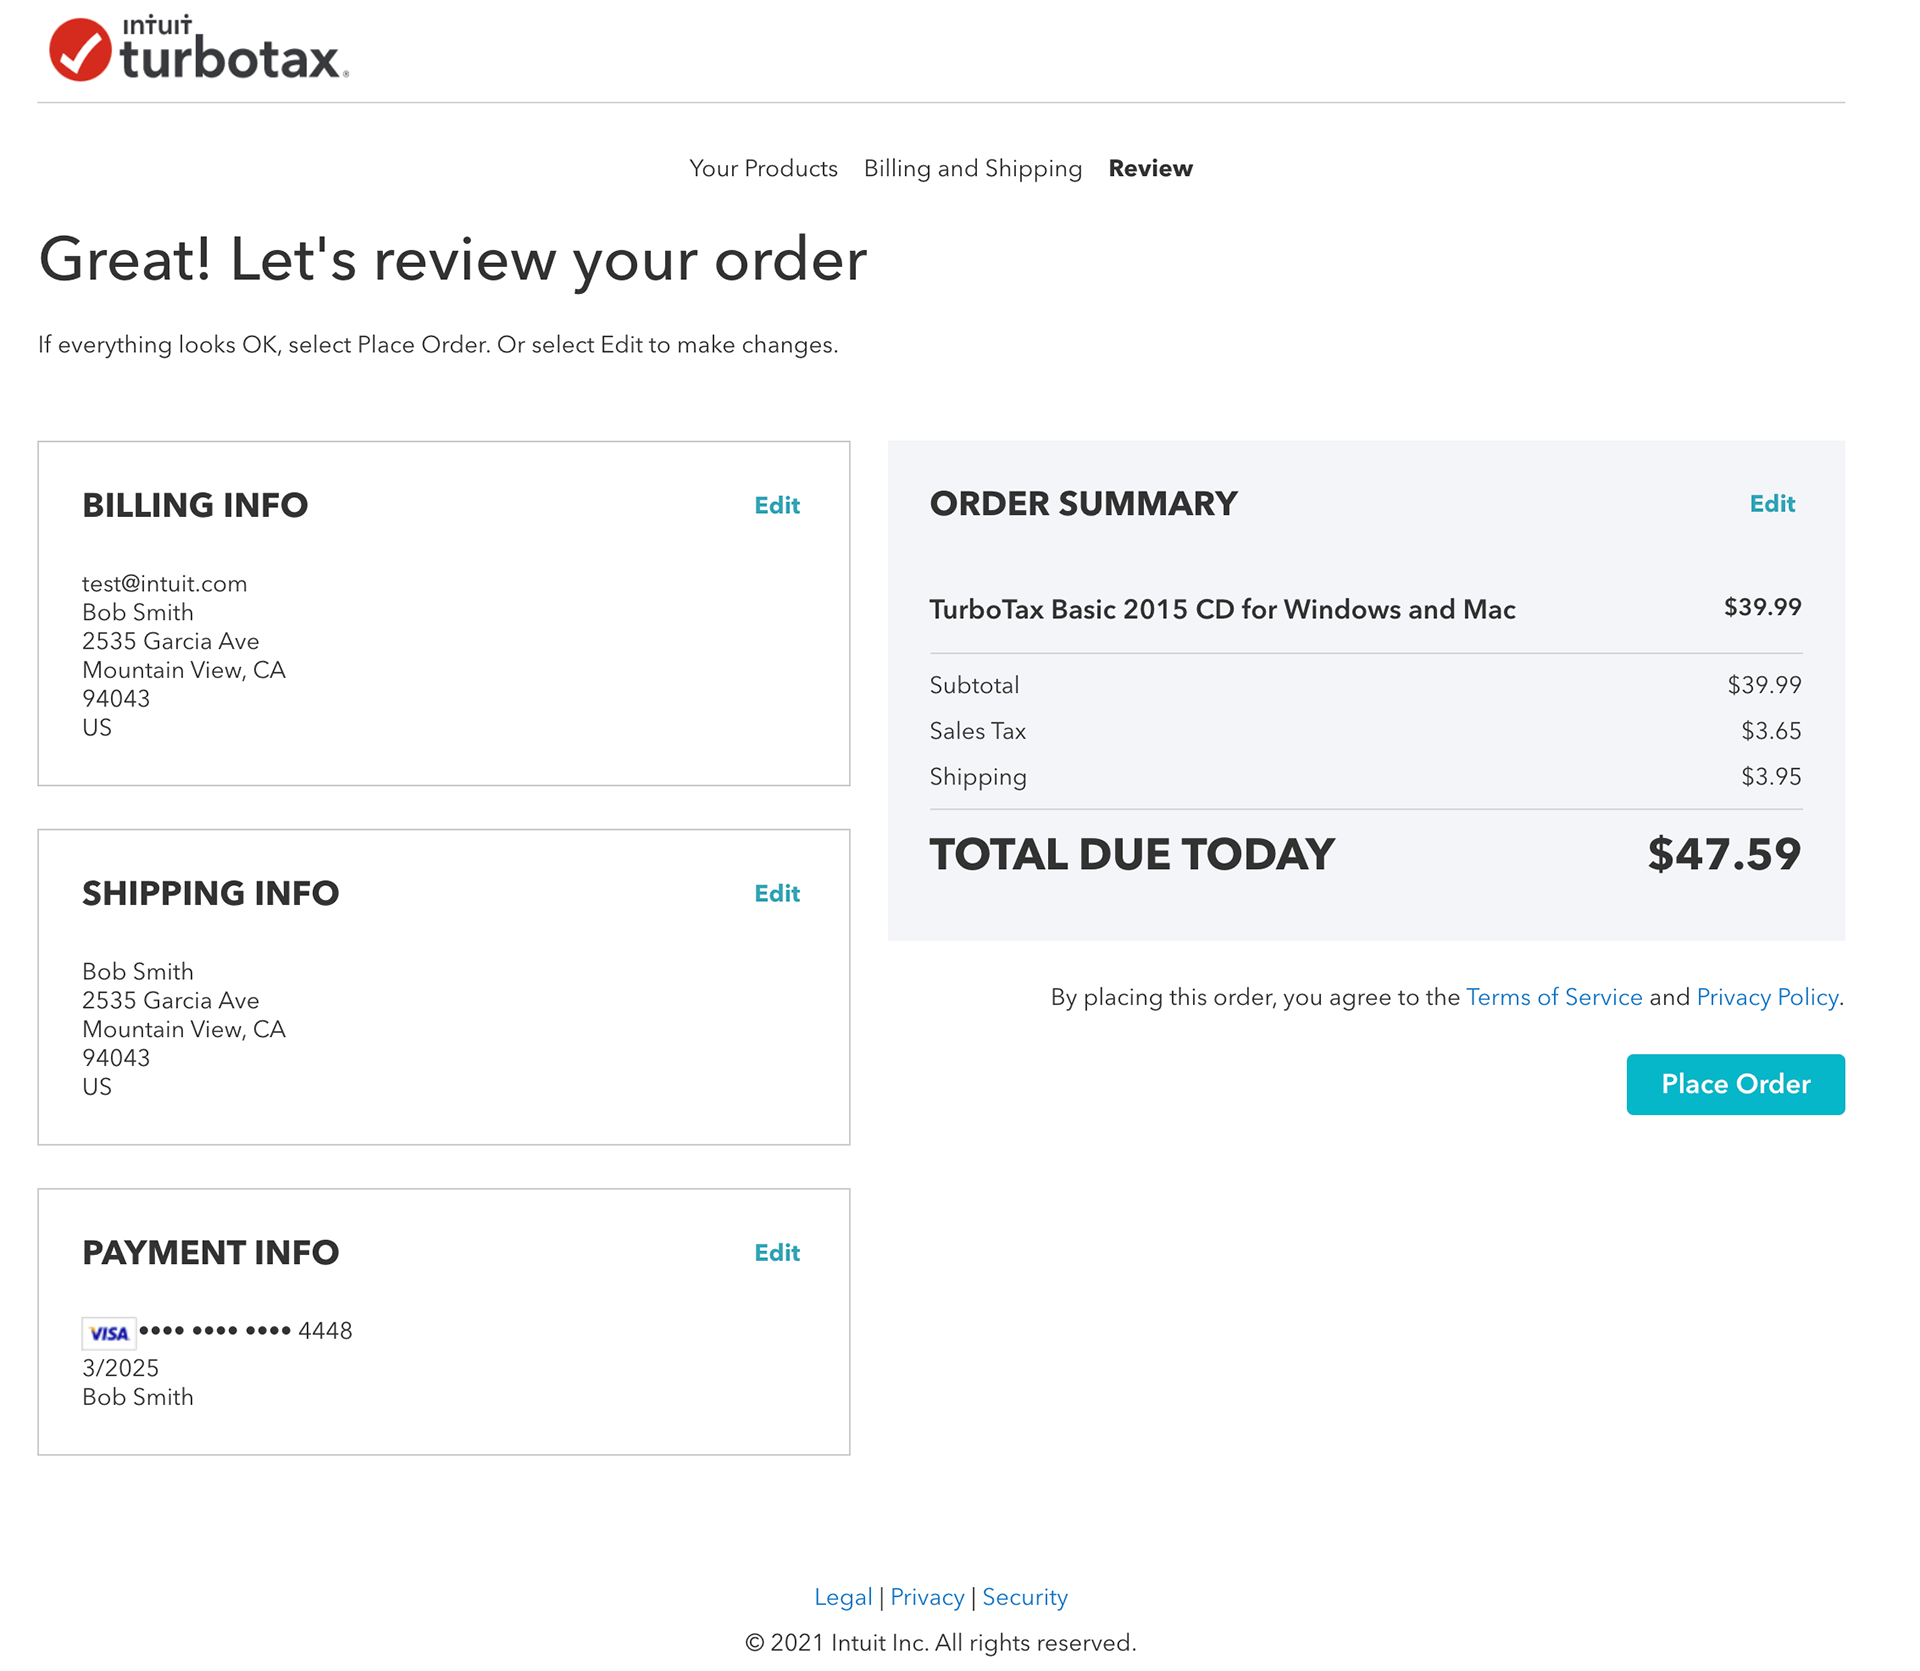 intuit
turbotax®
Your Products Billing and Shipping Review
Great! Let's review your order
If everything looks OK, select Place Order. Or select Edit to make changes.
BILLING INFO Edit
test@intuit.com
Bob Smith
2535 Garcia Ave
Mountain View, CA
94043
US
SHIPPING INFO Edit
Bob Smith
2535 Garcia Ave
Mountain View, CA
94043
US
PAYMENT INFO Edit
VISA •••• •••• •••• 4448
3/2025
Bob Smith
ORDER SUMMARY Edit
TurboTax Basic 2015 CD for Windows and Mac $39.99
Subtotal $39.99
Sales Tax $3.65
Shipping $3.95
TOTAL DUE TODAY $47.59
By placing this order, you agree to the Terms of Service and Privacy Policy.
Place Order
Legal | Privacy | Security
© 2021 Intuit Inc. All rights reserved.